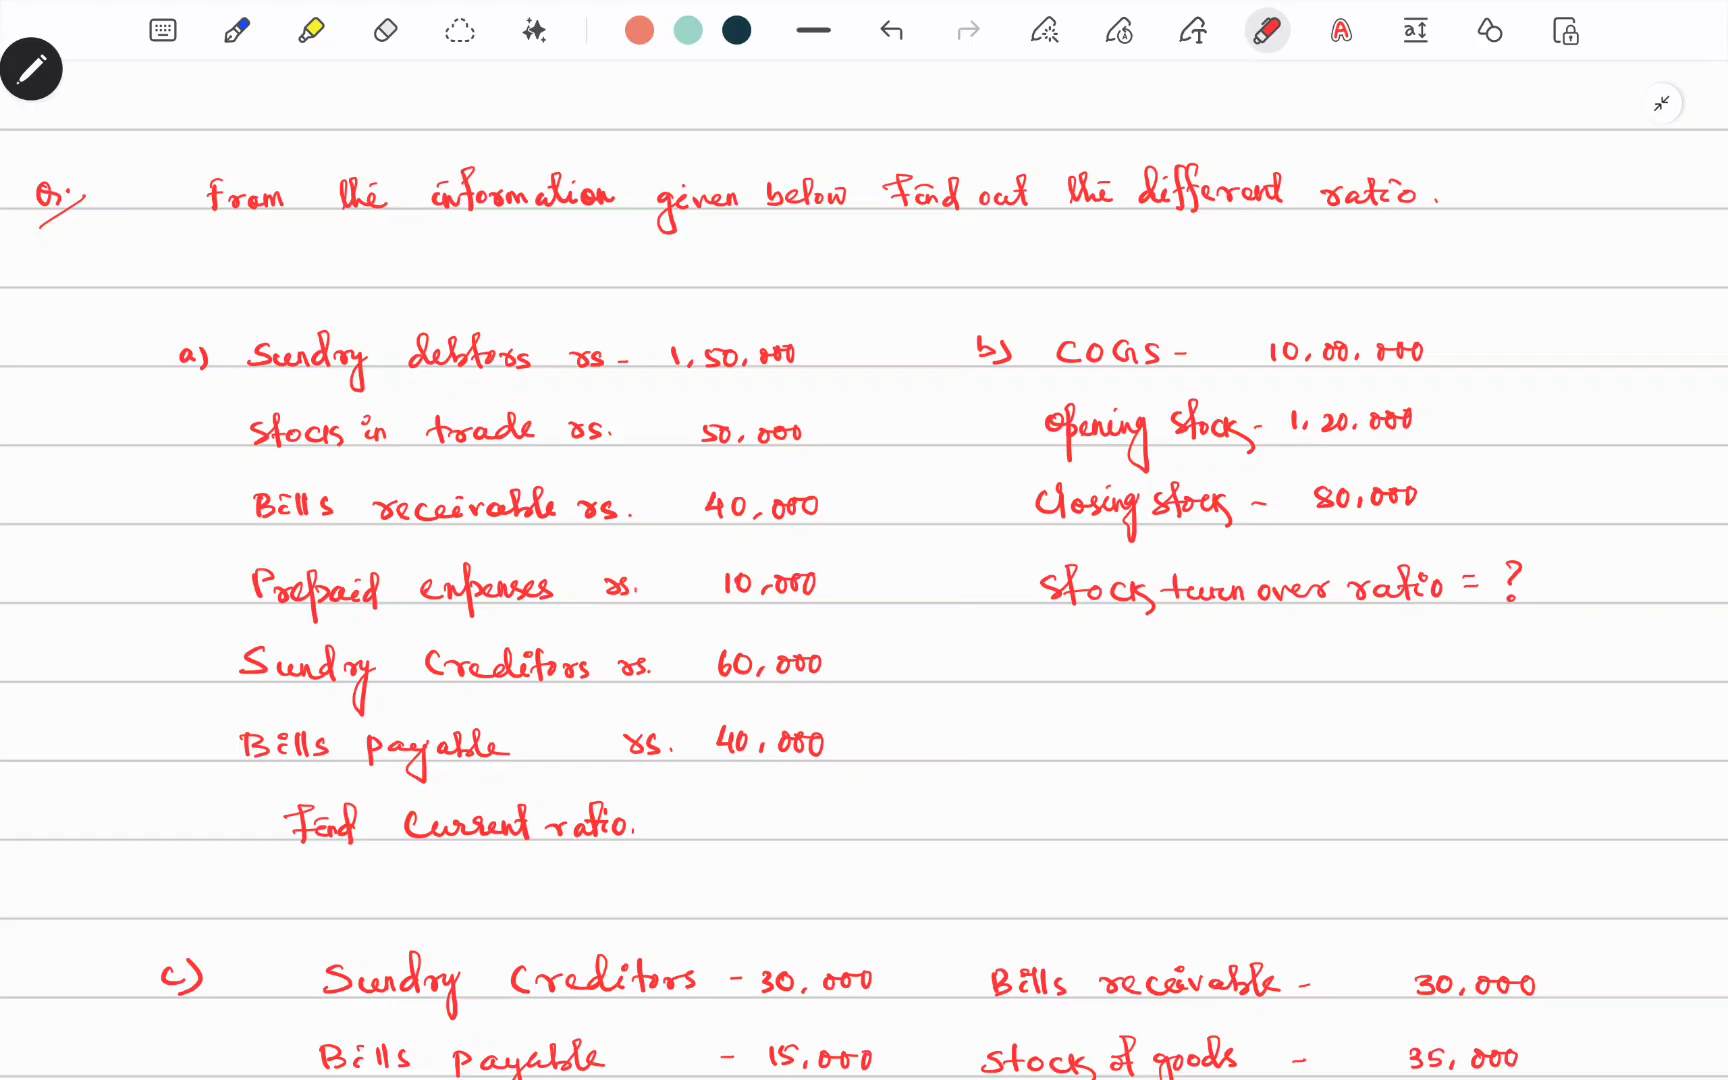 Q. From the information given below Find out the different ratio.
a) Sundry debtors rs - 1,50,000
Stock in trade rs. 50,000
Bills receivable rs. 40,000
Prepaid expenses rs. 10,000
Sundry Creditors rs. 60,000
Bills payable rs. 40,000
Find Current ratio.
b) COGS - 10,00,000
Opening stock - 1,20,000
Closing stock - 80,000
Stock turn over ratio = ?
c) Sundry Creditors - 30,000 Bills receivable - 30,000
Bills payable - 15,000 Stock of goods - 35,000